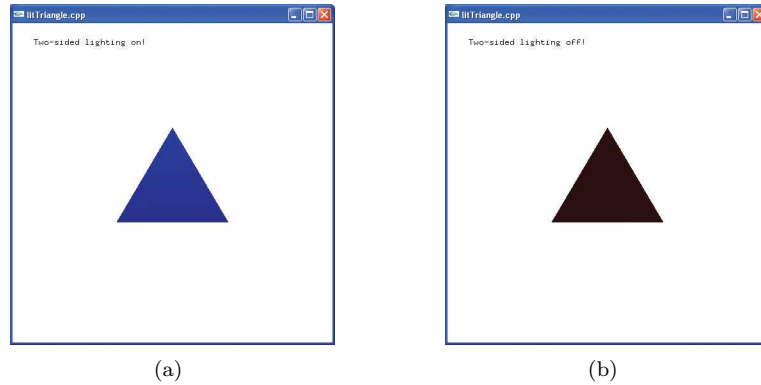 litTriangle.cpp
Two-sided lighting on!
(a)
litTriangle.cpp
Two-sided lighting off!
(b)